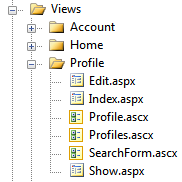 Views
Account
Home
Profile
Edit.aspx
Index.aspx
Profile.ascx
Profiles.ascx
SearchForm.ascx
Show.aspx